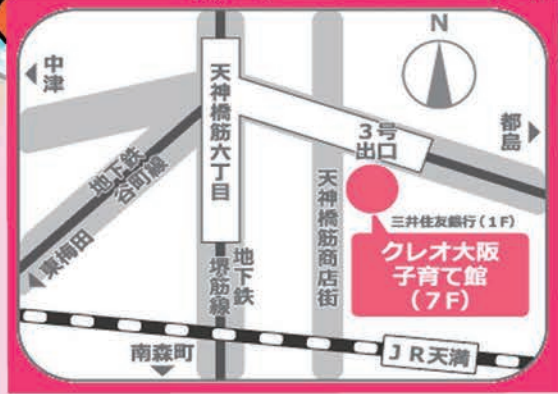 N
中津
天神橋筋六丁目
3号
出口
都島
地下鉄
谷町線
東梅田
天神橋筋商店街
三井住友銀行(1F)
クレオ大阪
子育て館
(7F)
地下鉄
堺筋線
南森町
JR天満